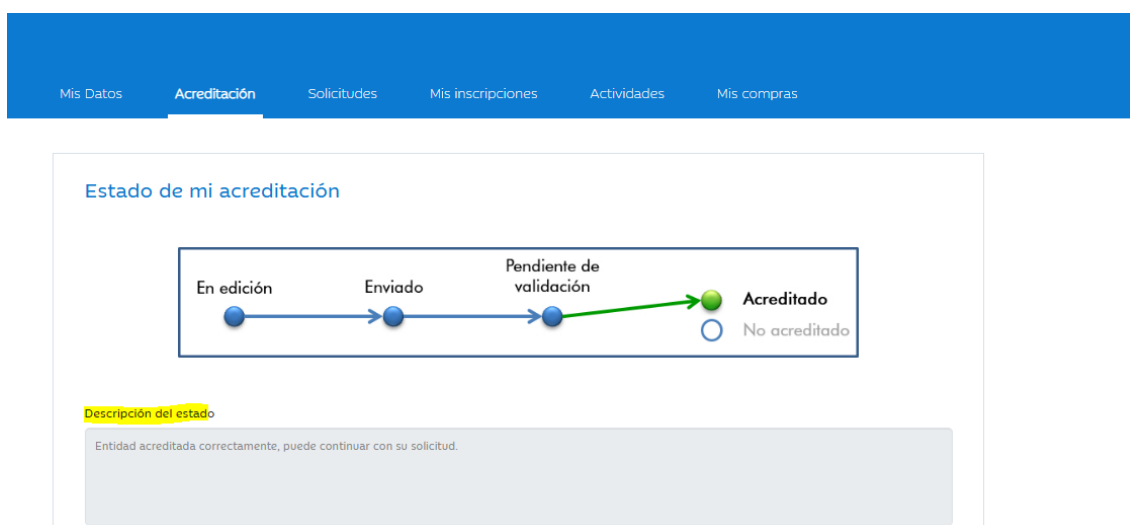 Mis Datos Acreditación Solicitudes Mis inscripciones Actividades Mis compras
Estado de mi acreditación
En edición
Enviado
Pendiente de
validación
Acreditado
No acreditado
Descripción del estado
Entidad acreditada correctamente, puede continuar con su solicitud.